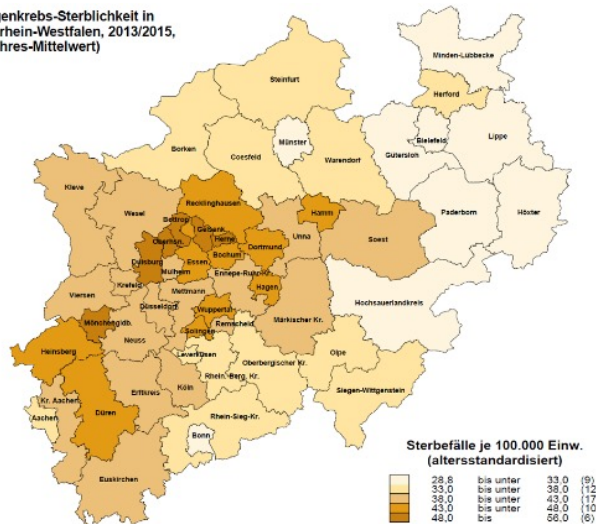 genkrebs-Sterblichkeit in
rhein-Westfalen, 2013/2015,
hres-Mittelwert)
Minden-Lübbecke
Steinfurt
Herford
Münster
Bielefeld
Lippe
Borken
Coesfeld
Warendorf
Gütersloh
Kleve
Wesel
Recklinghausen
Hamm
Paderborn
Höxter
Bottrop
Gelsenk.
Unna
Soest
Oberhsn.
Herne
Dortmund
Duisburg
Essen
Bochum
Mülheim
Ennepe-Ruhr-Kr.
Krefeld
Hagen
Viersen
Mettmann
Hochsauerlandkreis
Düsseldorf
Wuppertal
Märkischer Kr.
Mönchengldb.
Remscheid
Neuss
Solingen
Heinsberg
Leverkusen
Olpe
Rhein.-Berg. Kr.
Oberbergischer Kr.
Kr. Aachen
Erftkreis
Köln
Siegen-Wittgenstein
Aachen
Düren
Rhein-Sieg-Kr.
Bonn
Euskirchen
Sterbefälle je 100.000 Einw.
(altersstandardisiert)
28,8 bis unter 33,0 (9)
33,0 bis unter 38,0 (12
38,0 bis unter 43,0 (17
43,0 bis unter 48,0 (10
48,0 bis 56,0 (6)